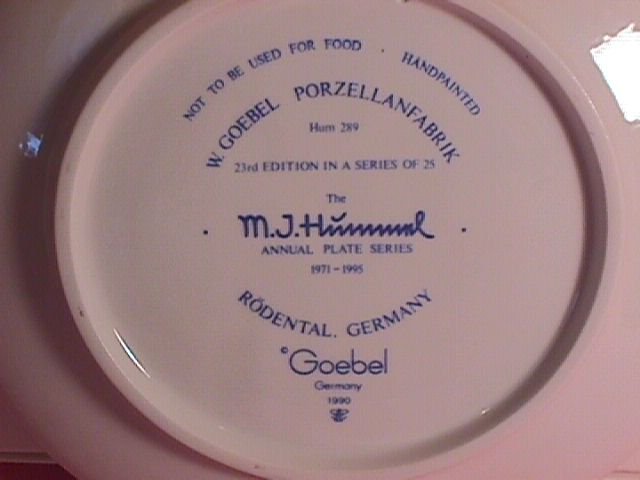 NOT TO BE USED FOR FOOD · HANDPAINTED
W. GOEBEL PORZELLANFABRIK
Hum 289
23rd EDITION IN A SERIES OF 25
The
· M.J.Hummel ·
ANNUAL PLATE SERIES
1971-1995
RÖDENTAL, GERMANY
©Goebel
Germany
1990